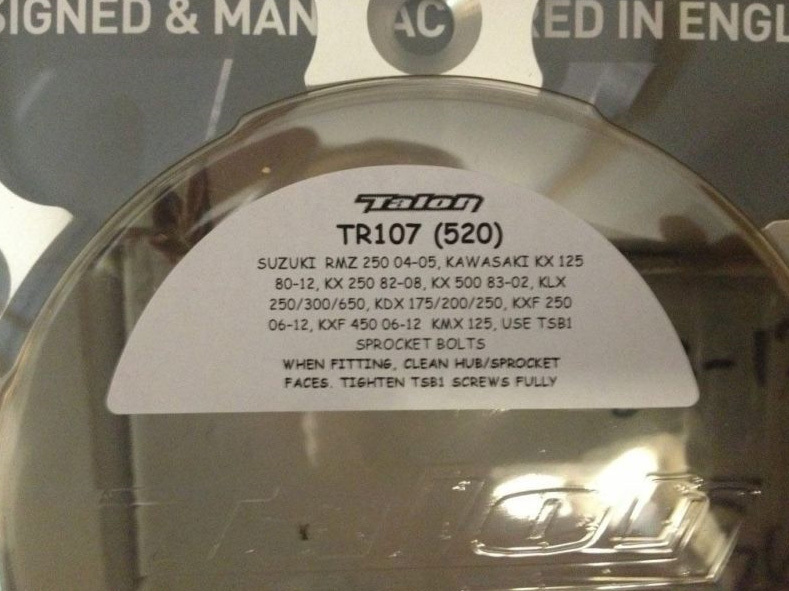 SIGNED & MAN AC RED IN ENGL
Talon
TR107 (520)
SUZUKI RMZ 250 04-05, KAWASAKI KX 125
80-12, KX 250 82-08, KX 500 83-02, KLX
250/300/650, KDX 175/200/250, KXF 250
06-12, KXF 450 06-12 KMX 125, USE TSB1
SPROCKET BOLTS
WHEN FITTING, CLEAN HUB/SPROCKET
FACES. TIGHTEN TSB1 SCREWS FULLY